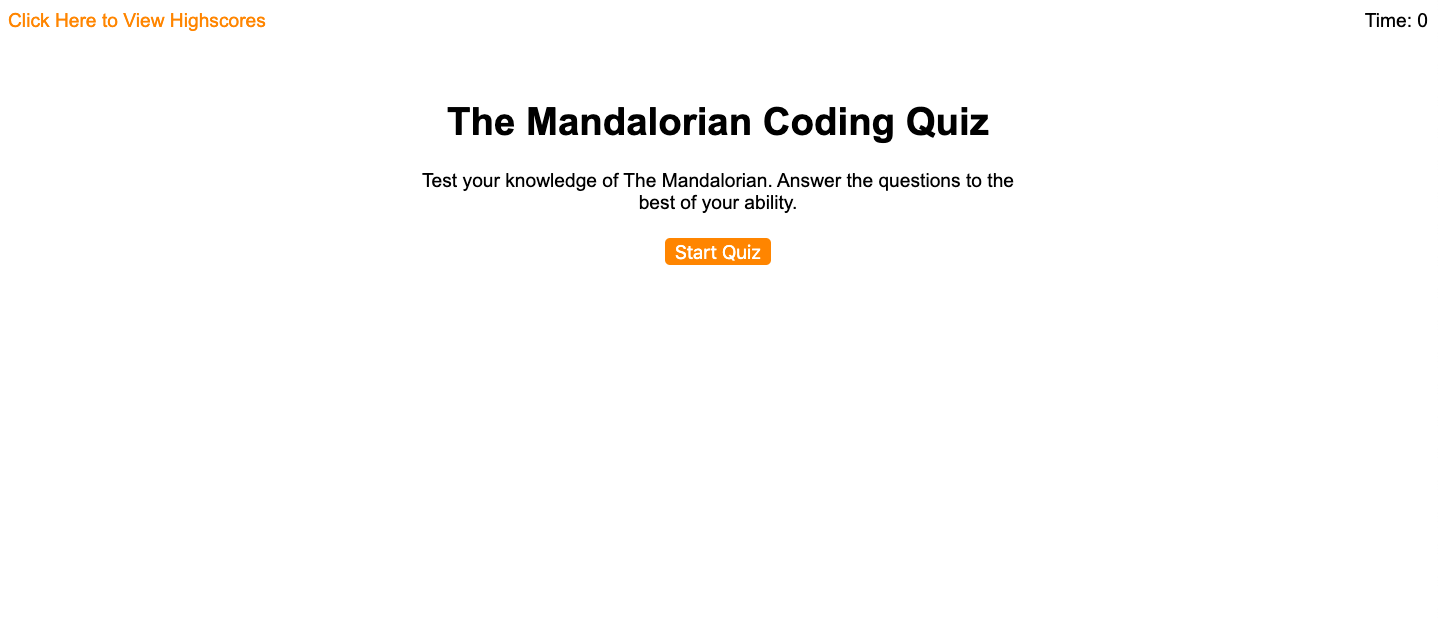 Click Here to View Highscores
Time: 0
The Mandalorian Coding Quiz
Test your knowledge of The Mandalorian. Answer the questions to the
best of your ability.
Start Quiz